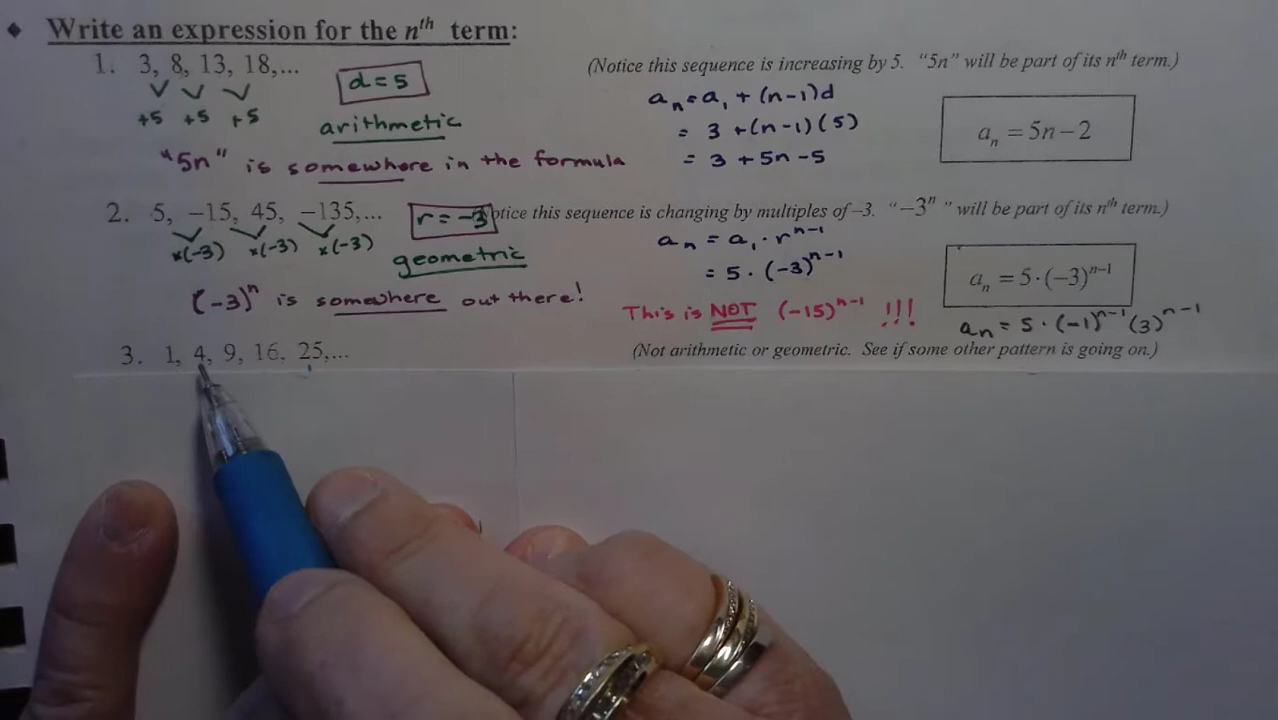 ◆ Write an expression for the nth term:
1. 3, 8, 13, 18,...
d = 5
(Notice this sequence is increasing by 5. "5n" will be part of its nth term.)
+5 +5 +5
arithmetic
"5n" is somewhere in the formula
aₙ = a₁ + (n-1)d
= 3 + (n-1)(5)
= 3 + 5n - 5
aₙ = 5n − 2
2. 5, −15, 45, −135,...
r = -3
otice this sequence is changing by multiples of −3. "−3ⁿ" will be part of its nth term.)
×(-3) ×(-3) ×(-3)
geometric
(-3)ⁿ is somewhere out there!
aₙ = a₁ · rⁿ⁻¹
= 5 · (-3)ⁿ⁻¹
aₙ = 5·(−3)ⁿ⁻¹
This is NOT (-15)ⁿ⁻¹ !!!
aₙ = 5 · (-1)ⁿ⁻¹ (3)ⁿ⁻¹
3. 1, 4, 9, 16, 25,...
(Not arithmetic or geometric. See if some other pattern is going on.)